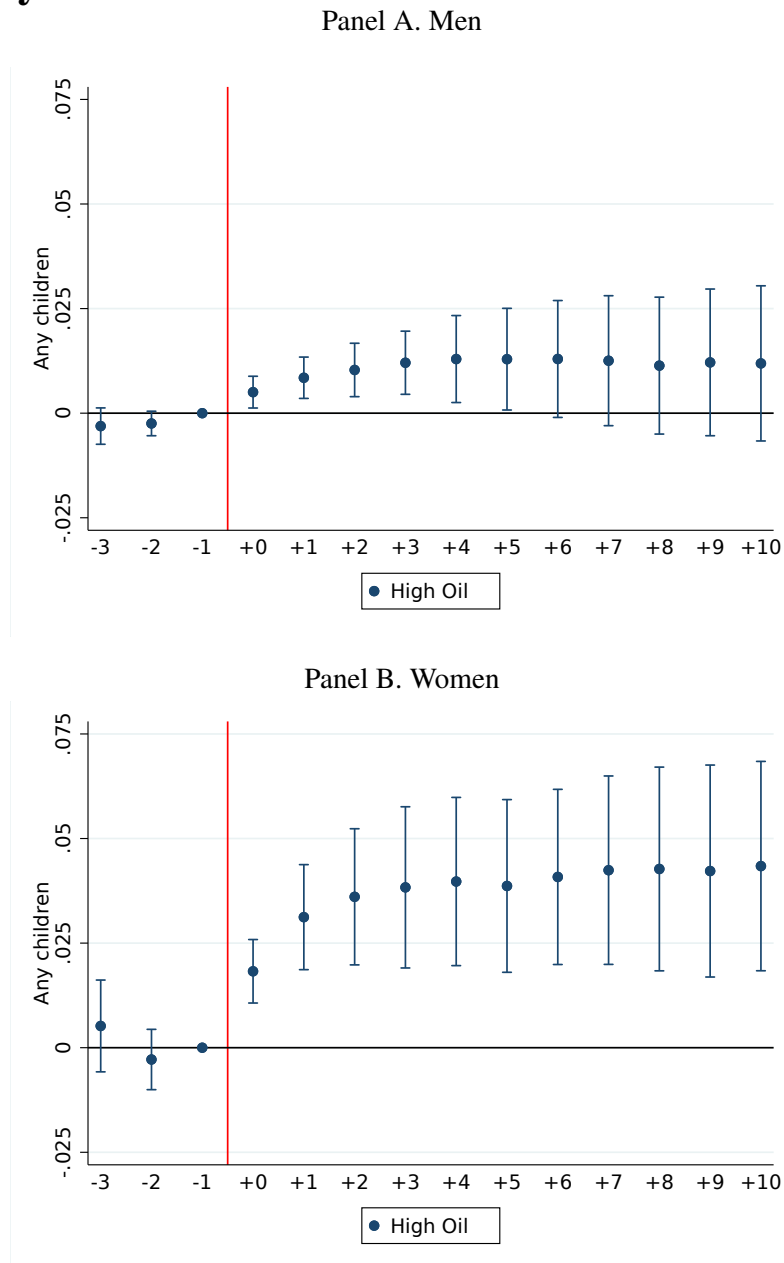 Panel A. Men
.075
.05
.025
0
-.025
Any children
-3 -2 -1 +0 +1 +2 +3 +4 +5 +6 +7 +8 +9 +10
High Oil
Panel B. Women
.075
.05
.025
0
-.025
Any children
-3 -2 -1 +0 +1 +2 +3 +4 +5 +6 +7 +8 +9 +10
High Oil